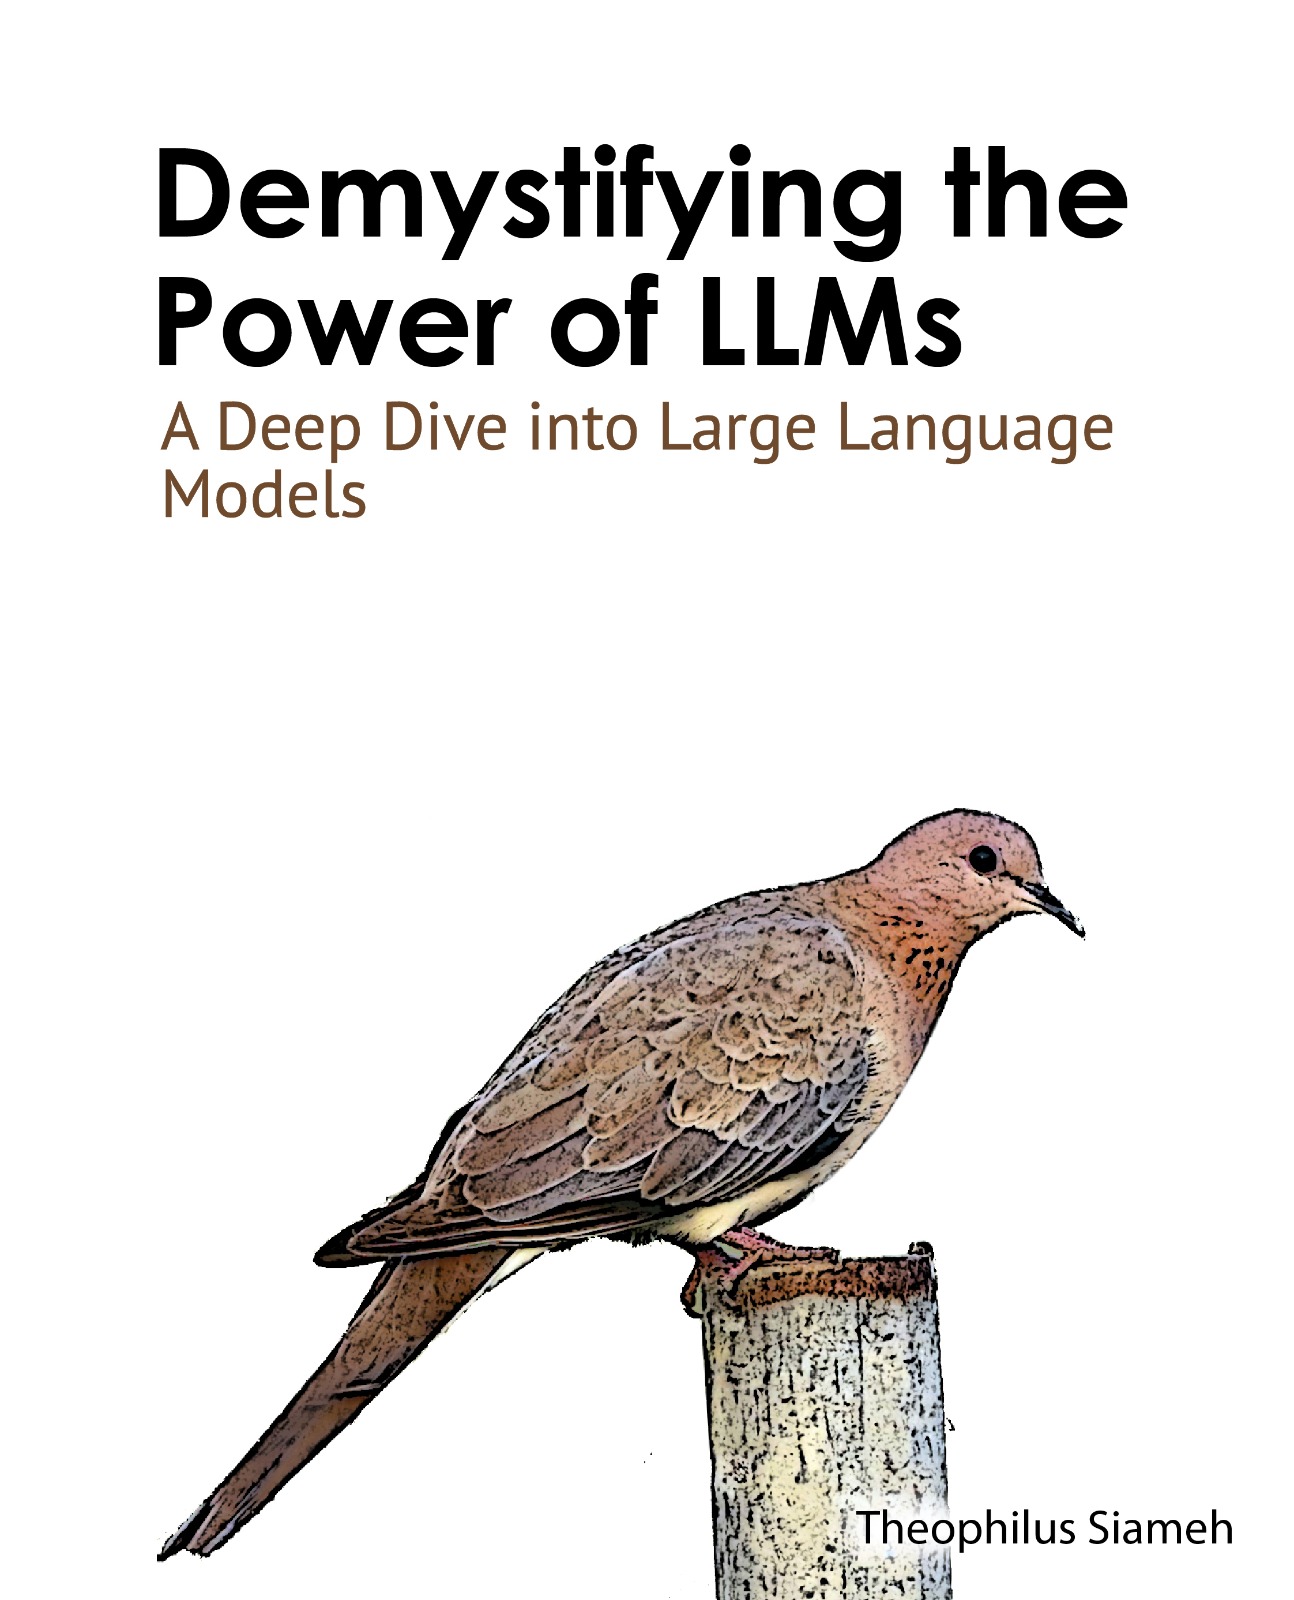 Demystifying the
Power of LLMs
A Deep Dive into Large Language
Models
Theophilus Siameh